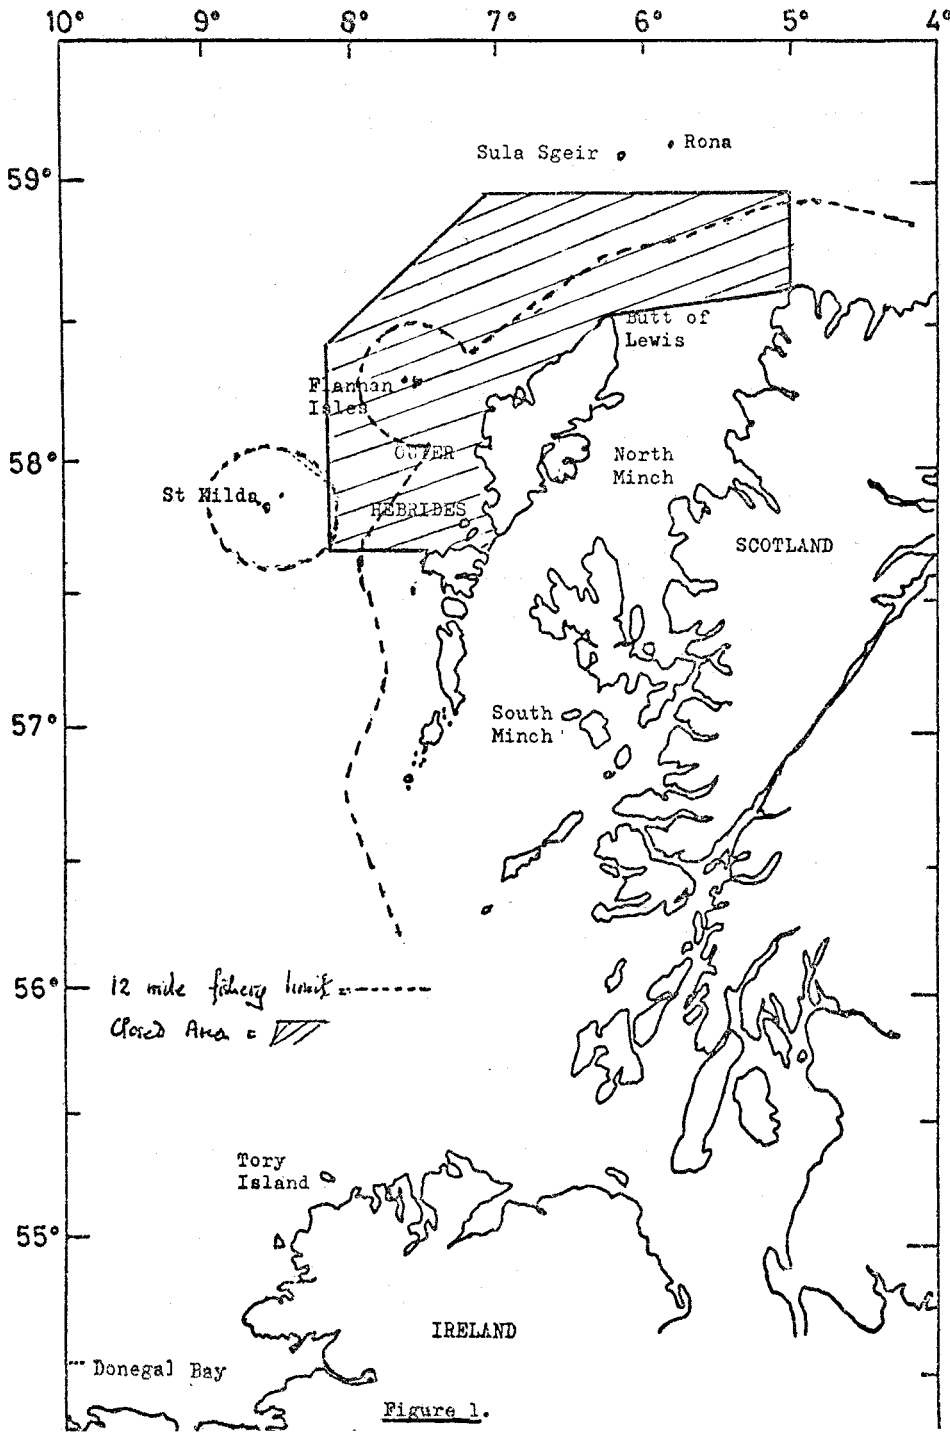 10° 9° 8° 7° 6° 5° 4°
Sula Sgeir Rona
59°
Butt of
Lewis
Flannan
Isles
58°
OUTER
North
Minch
St Kilda
HEBRIDES
SCOTLAND
57°
South
Minch
56°
12 mile fishery limit =
Closed Area =
Tory
Island
55°
IRELAND
Donegal Bay
Figure 1.